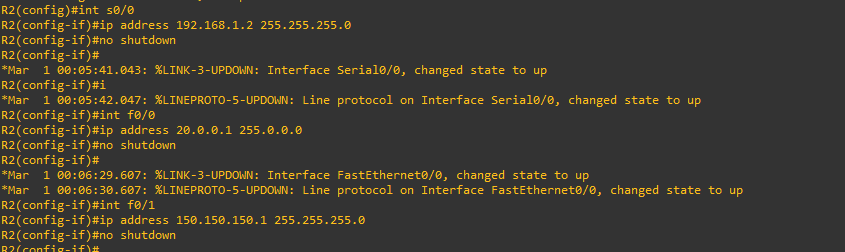 R2(config)#int s0/0
R2(config-if)#ip address 192.168.1.2 255.255.255.0
R2(config-if)#no shutdown
R2(config-if)#
*Mar  1 00:05:41.043: %LINK-3-UPDOWN: Interface Serial0/0, changed state to up
R2(config-if)#i
*Mar  1 00:05:42.047: %LINEPROTO-5-UPDOWN: Line protocol on Interface Serial0/0, changed state to up
R2(config-if)#int f0/0
R2(config-if)#ip address 20.0.0.1 255.0.0.0
R2(config-if)#no shutdown
R2(config-if)#
*Mar  1 00:06:29.607: %LINK-3-UPDOWN: Interface FastEthernet0/0, changed state to up
*Mar  1 00:06:30.607: %LINEPROTO-5-UPDOWN: Line protocol on Interface FastEthernet0/0, changed state to up
R2(config-if)#int f0/1
R2(config-if)#ip address 150.150.150.1 255.255.255.0
R2(config-if)#no shutdown
R2(config-if)#